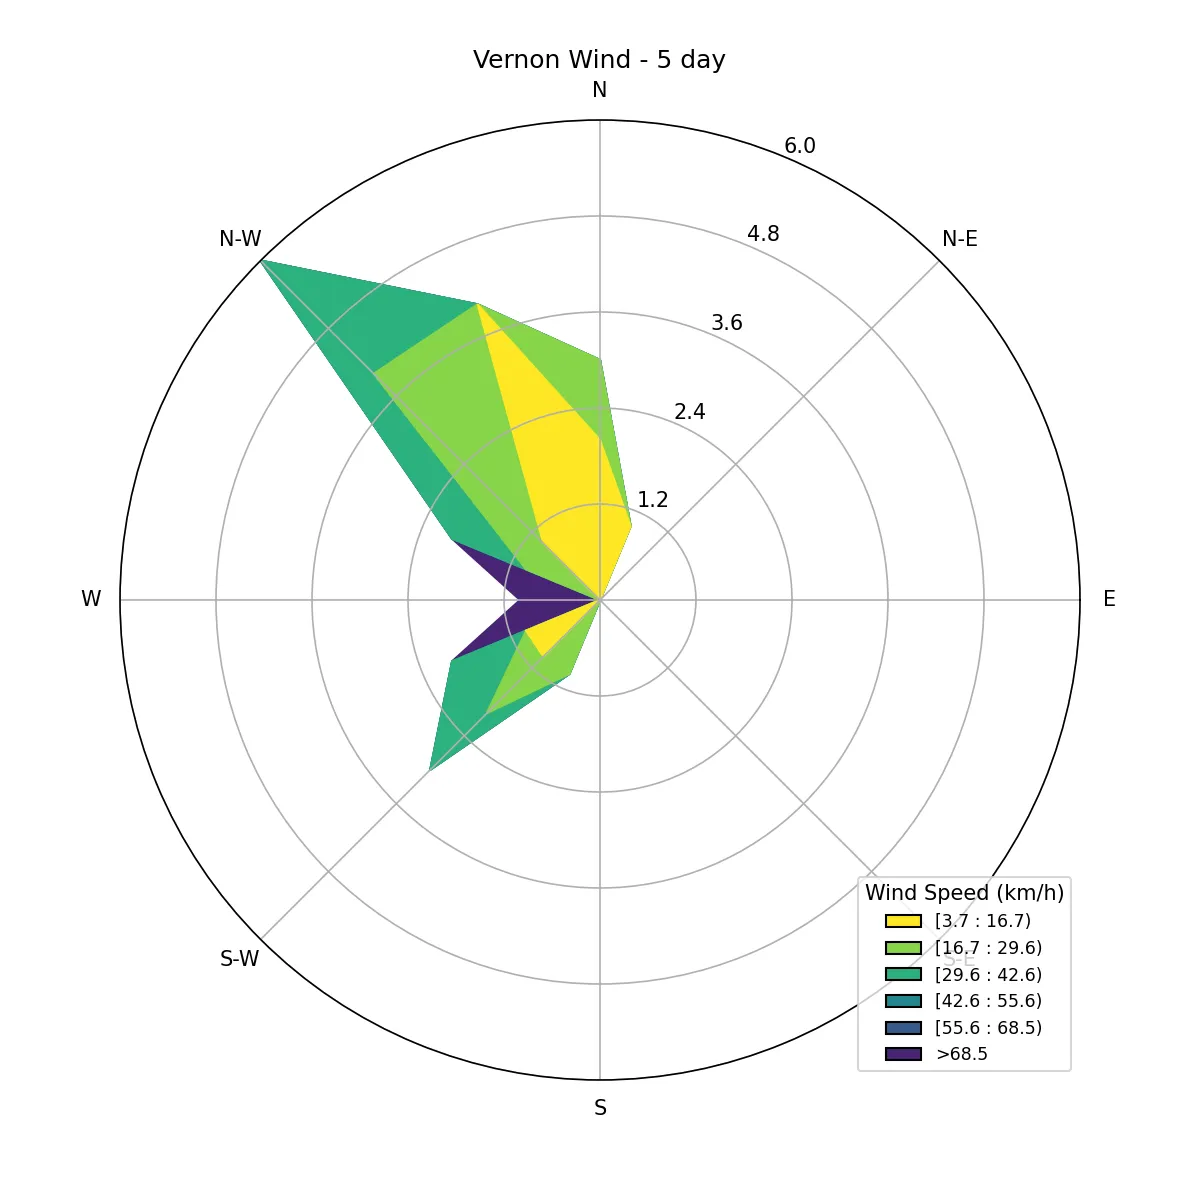 Vernon Wind - 5 day
N
6.0
4.8
N-W
N-E
3.6
2.4
1.2
W
E
S-W
S-E
S
Wind Speed (km/h)
[3.7 : 16.7)
[16.7 : 29.6)
[29.6 : 42.6)
[42.6 : 55.6)
[55.6 : 68.5)
>68.5